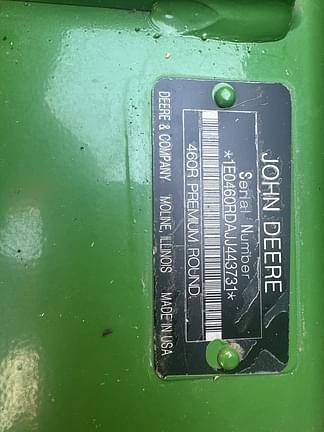 JOHN DEERE
Serial Number
*1E0460RDAJJ443731*
460R PREMIUM ROUND
DEERE & COMPANY MOLINE, ILLINOIS MADE IN USA